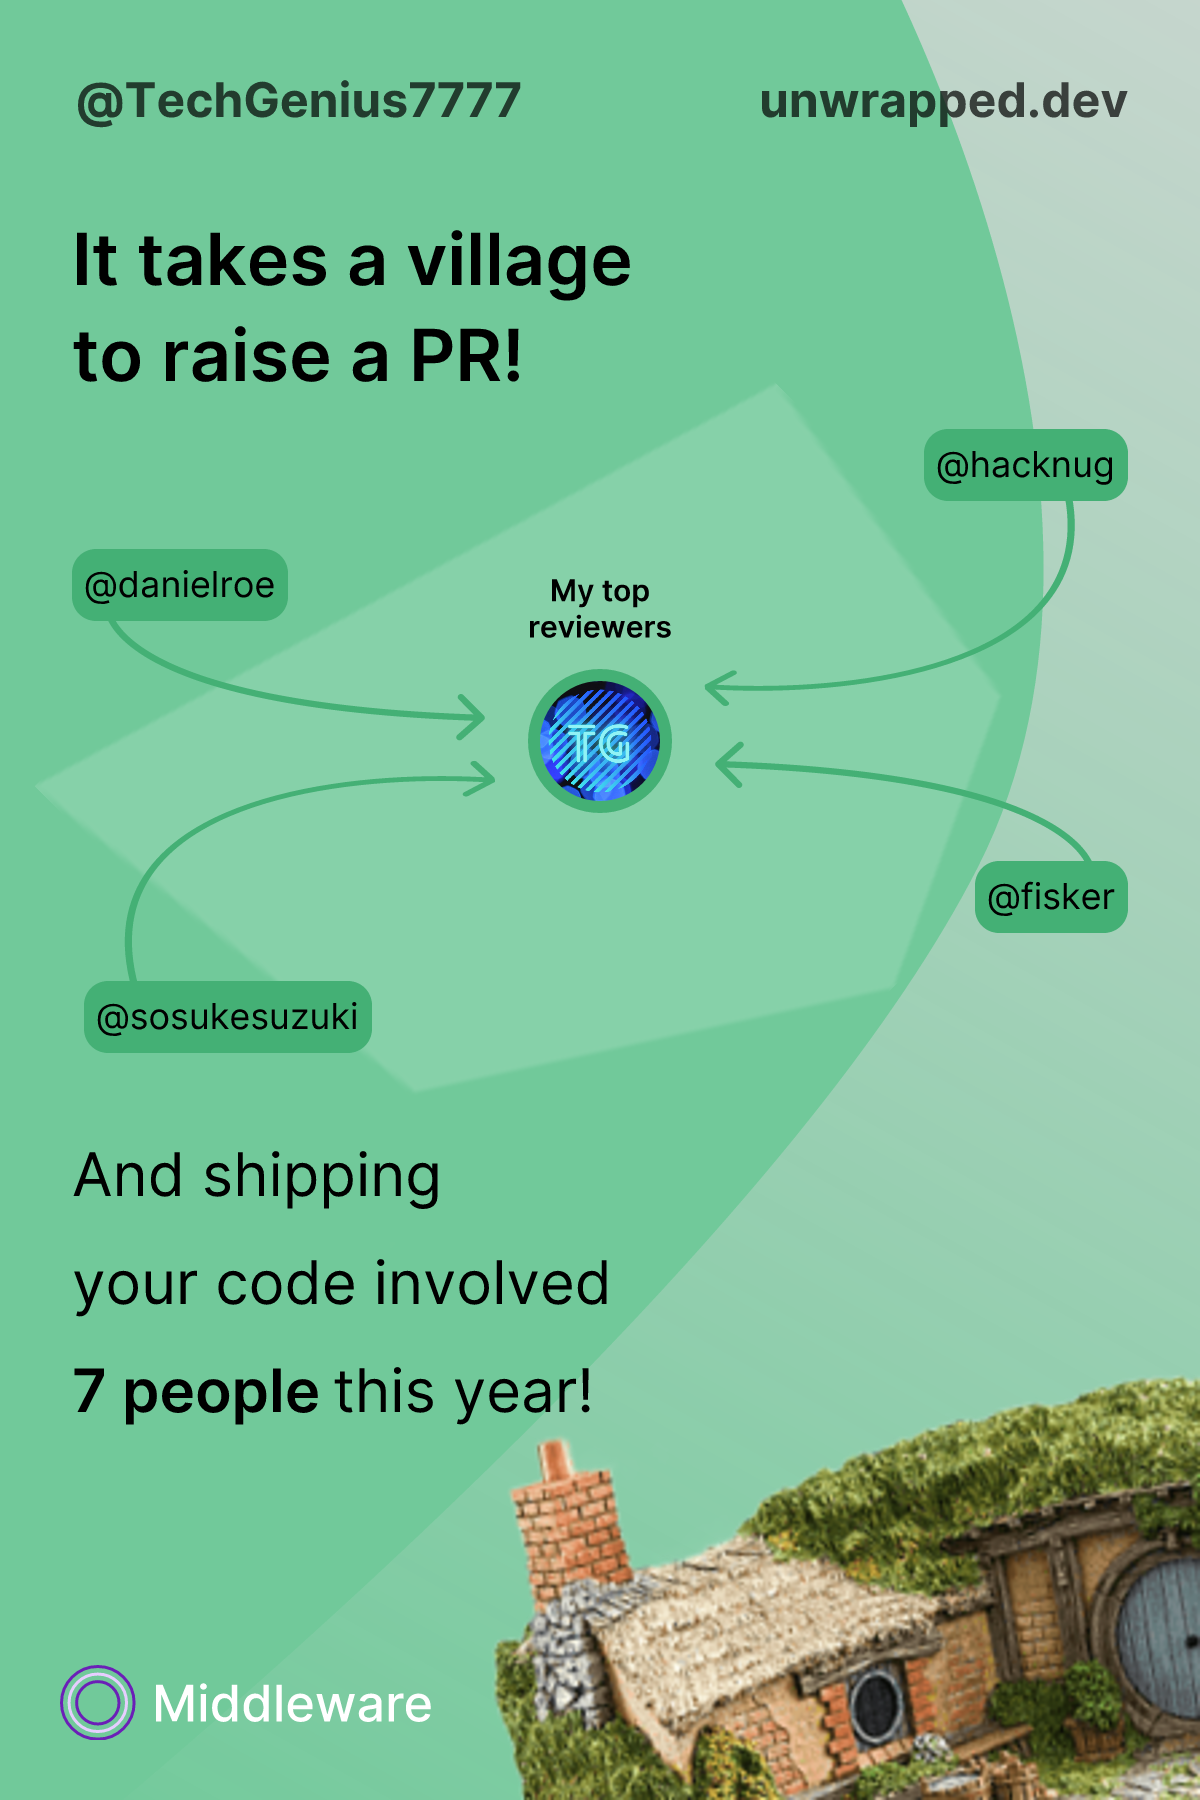 @TechGenius7777
unwrapped.dev
It takes a village
to raise a PR!
@hacknug
@danielroe
My top
reviewers
TG
@fisker
@sosukesuzuki
And shipping
your code involved
7 people this year!
Middleware